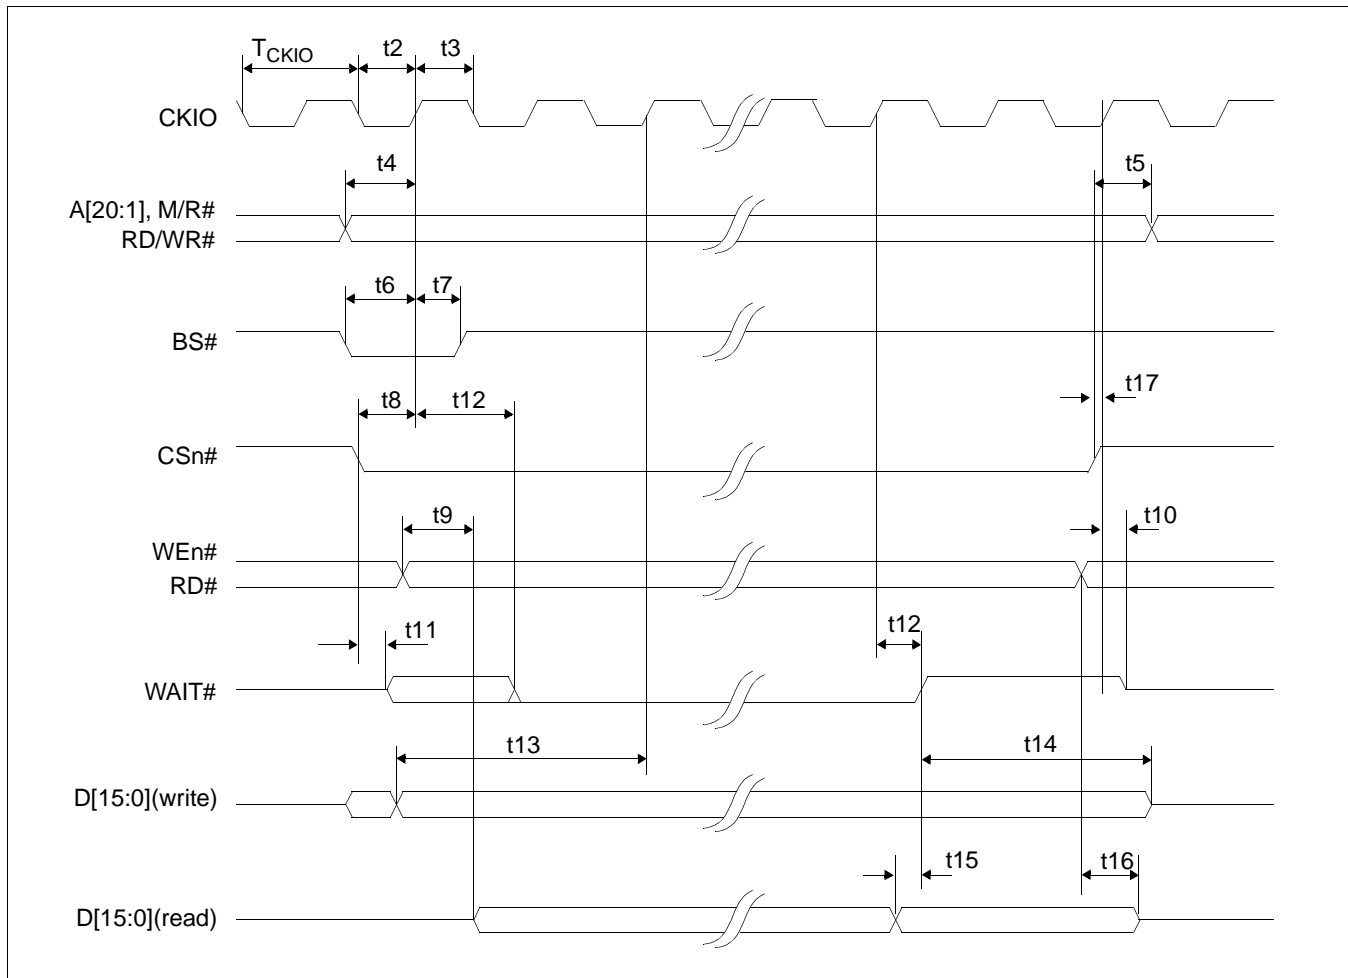 TCKIO t2 t3
CKIO
t4 t5
A[20:1], M/R#
RD/WR#
t6 t7
BS#
t17
t8 t12
CSn#
t9 t10
WEn#
RD#
t11 t12
WAIT#
t13 t14
D[15:0](write)
t15 t16
D[15:0](read)